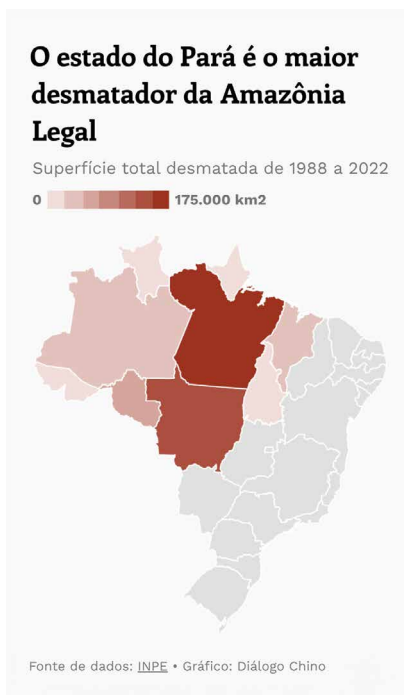 O estado do Pará é o maior
desmatador da Amazônia
Legal
Superfície total desmatada de 1988 a 2022
0 175.000 km2
Fonte de dados: INPE • Gráfico: Diálogo Chino